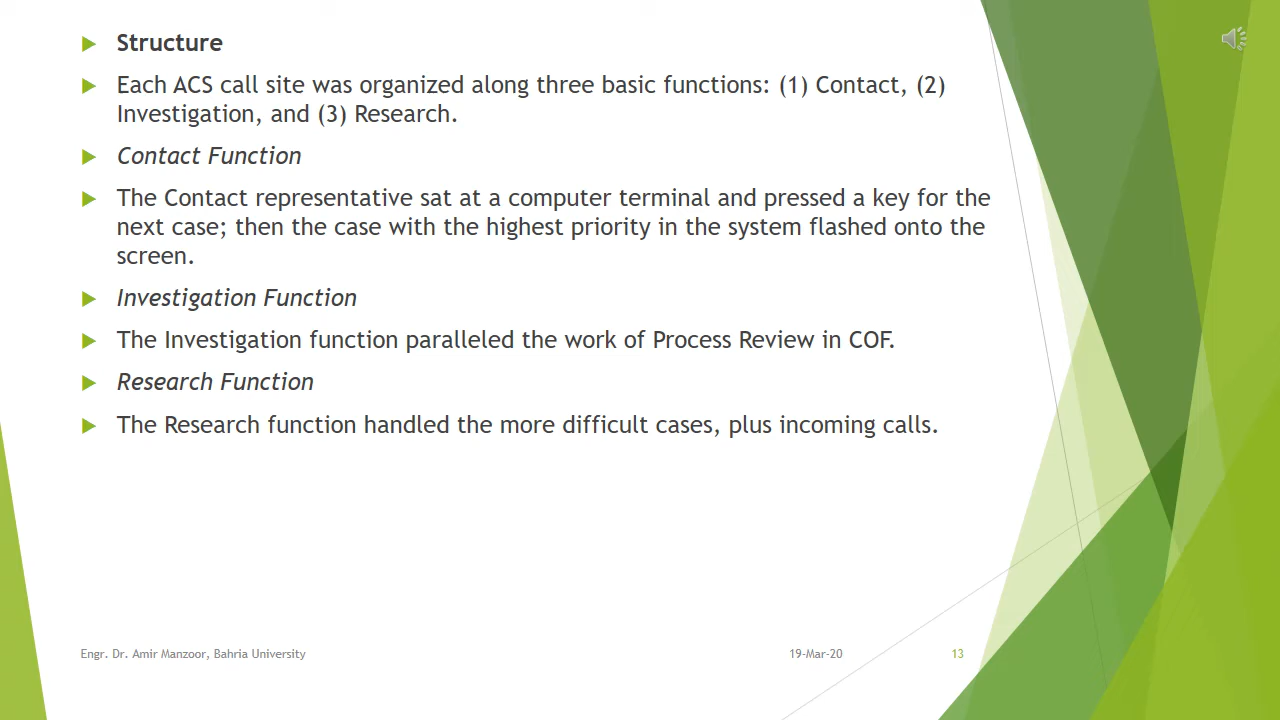 Structure
Each ACS call site was organized along three basic functions: (1) Contact, (2)
Investigation, and (3) Research.
Contact Function
The Contact representative sat at a computer terminal and pressed a key for the
next case; then the case with the highest priority in the system flashed onto the
screen.
Investigation Function
The Investigation function paralleled the work of Process Review in COF.
Research Function
The Research function handled the more difficult cases, plus incoming calls.
Engr. Dr. Amir Manzoor, Bahria University
19-Mar-20
13